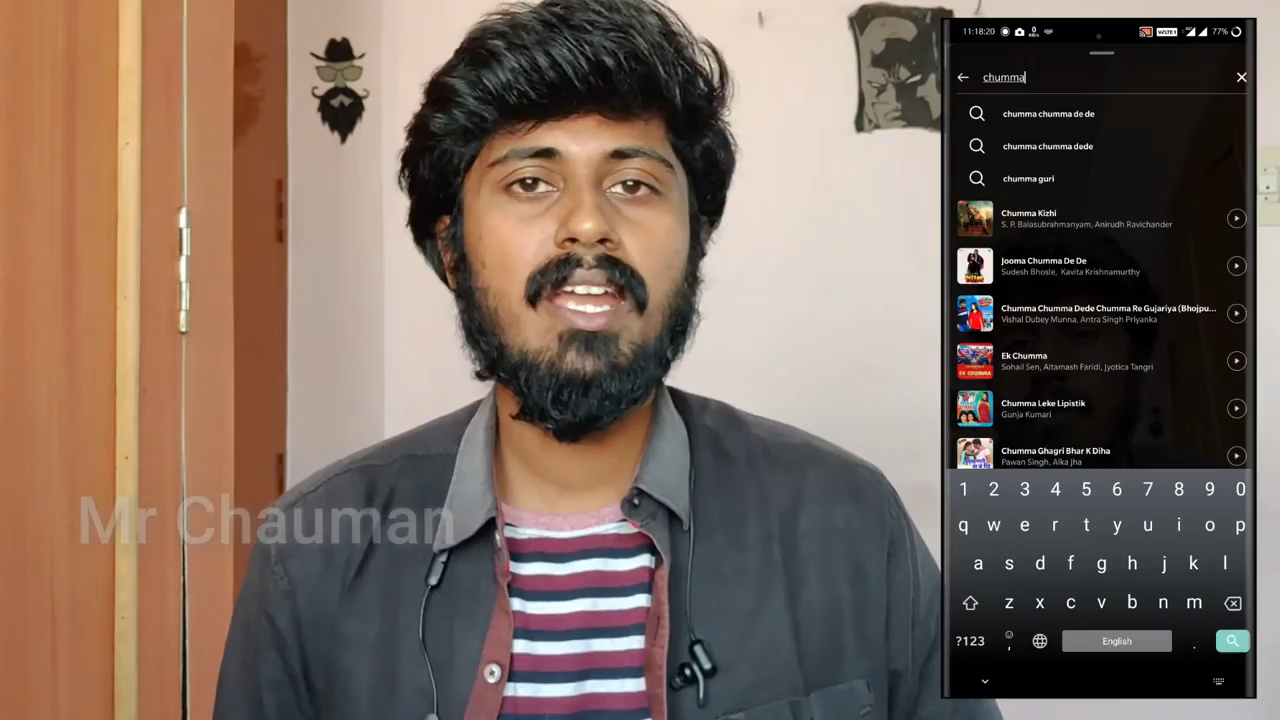 Mr Chauman
11:18:20
77%
chumma
chumma chumma de de
chumma chumma dede
chumma guri
Chumma Kizhi
S. P. Balasubrahmanyam, Anirudh Ravichander
Jooma Chumma De De
Sudesh Bhosle, Kavita Krishnamurthy
Chumma Chumma Dede Chumma Re Gujariya (Bhojpu...
Vishal Dubey Munna, Antra Singh Priyanka
Ek Chumma
Sohail Sen, Altamash Faridi, Jyotica Tangri
EK CHUMMA
Chumma Leke Lipistik
Gunja Kumari
Chumma Ghagri Bhar K Diha
Pawan Singh, Alka Jha
1 2 3 4 5 6 7 8 9 0
q w e r t y u i o p
a s d f g h j k l
z x c v b n m
?123 , English .